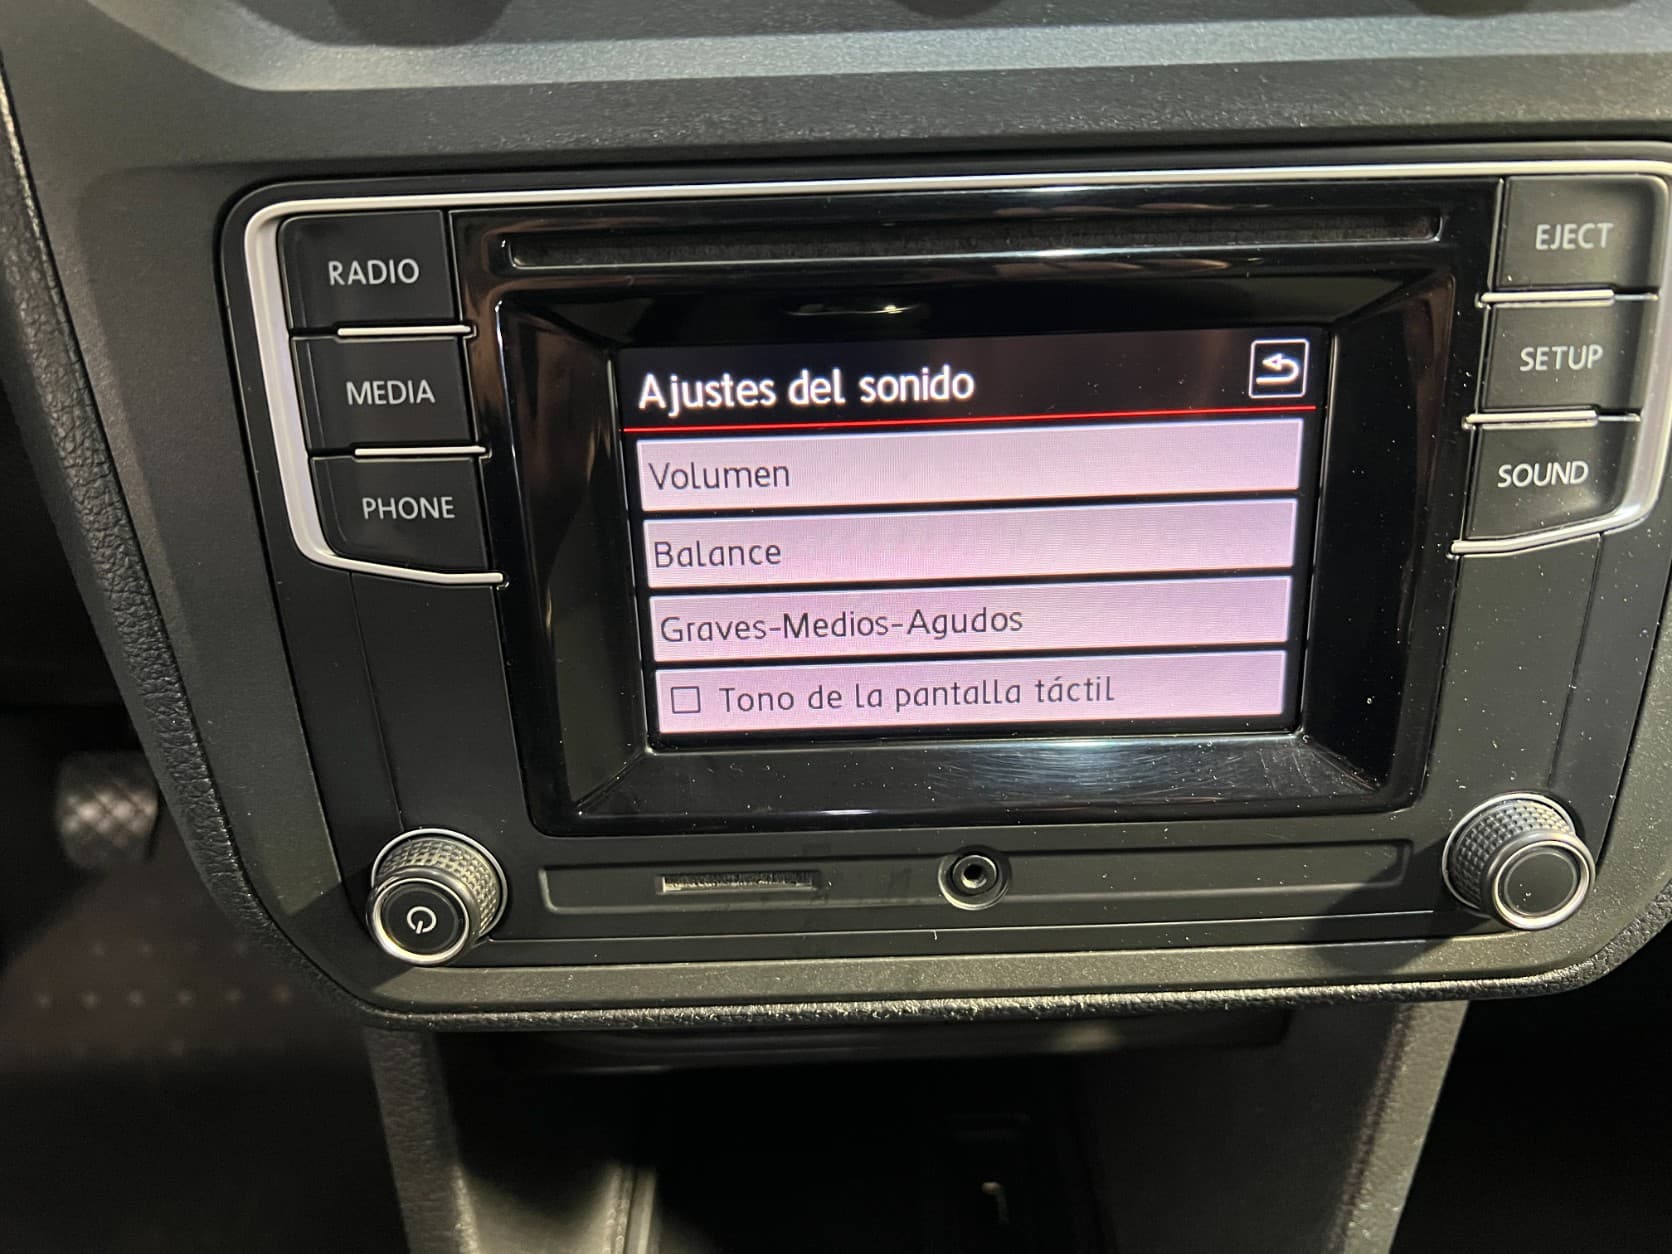 RADIO
MEDIA
PHONE
Ajustes del sonido
Volumen
Balance
Graves-Medios-Agudos
Tono de la pantalla táctil
EJECT
SETUP
SOUND